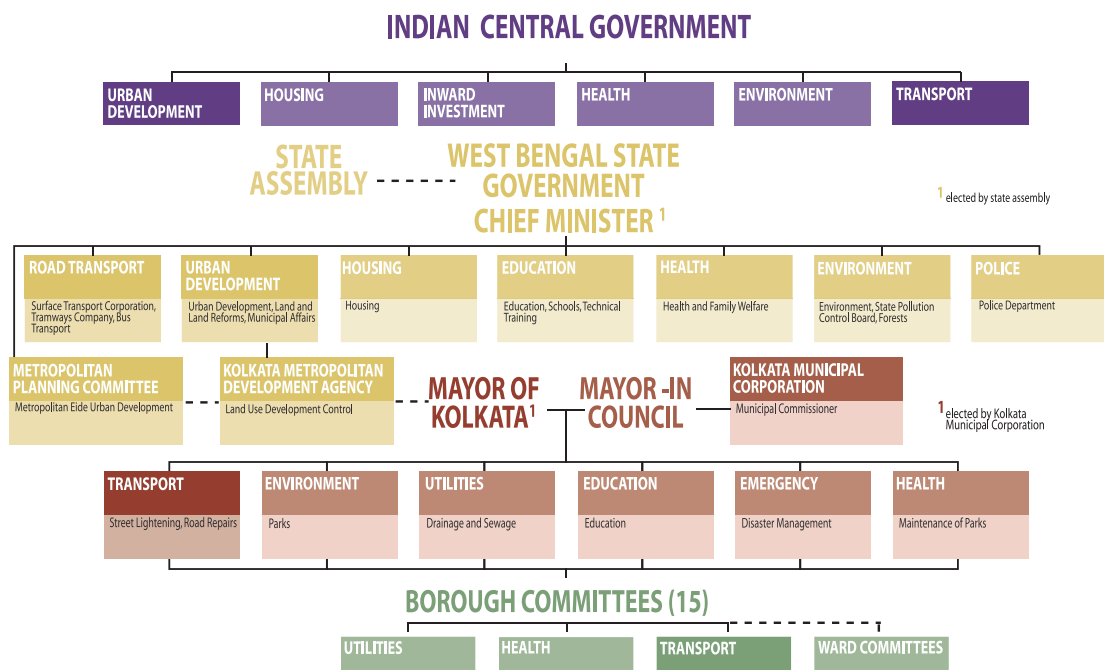 INDIAN CENTRAL GOVERNMENT
URBAN
DEVELOPMENT
HOUSING
INWARD
INVESTMENT
HEALTH
ENVIRONMENT
TRANSPORT
STATE
ASSEMBLY
WEST BENGAL STATE
GOVERNMENT
CHIEF MINISTER 1
1 elected by state assembly
ROAD TRANSPORT
Surface Transport Corporation,
Tramways Company, Bus
Transport
URBAN
DEVELOPMENT
Urban Development, Land and
Land Reforms, Municipal Affairs
HOUSING
Housing
EDUCATION
Education, Schools, Technical
Training
HEALTH
Health and Family Welfare
ENVIRONMENT
Environment, State Pollution
Control Board, Forests
POLICE
Police Department
METROPOLITAN
PLANNING COMMITTEE
Metropolitan Eide Urban Development
KOLKATA METROPOLITAN
DEVELOPMENT AGENCY
Land Use Development Control
MAYOR OF
KOLKATA1
MAYOR -IN
COUNCIL
KOLKATA MUNICIPAL
CORPORATION
Municipal Commissioner
1 elected by Kolkata
Municipal Corporation
TRANSPORT
Street Lightening, Road Repairs
ENVIRONMENT
Parks
UTILITIES
Drainage and Sewage
EDUCATION
Education
EMERGENCY
Disaster Management
HEALTH
Maintenance of Parks
BOROUGH COMMITTEES (15)
UTILITIES
HEALTH
TRANSPORT
WARD COMMITTEES